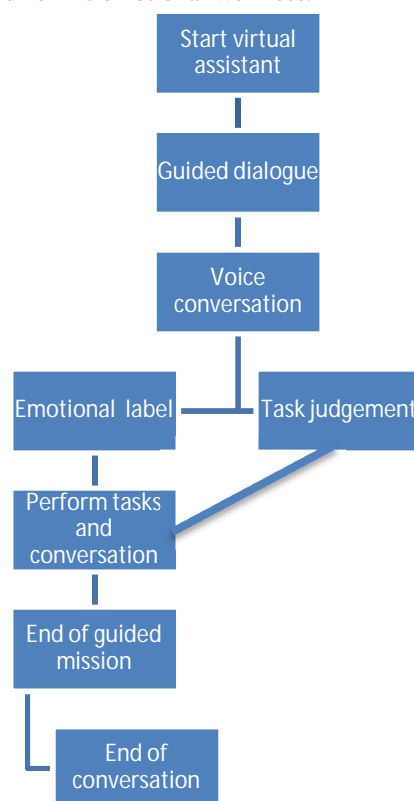 Start virtual
assistant
Guided dialogue
Voice
conversation
Emotional label
Task judgement
Perform tasks
and
conversation
End of guided
mission
End of
conversation